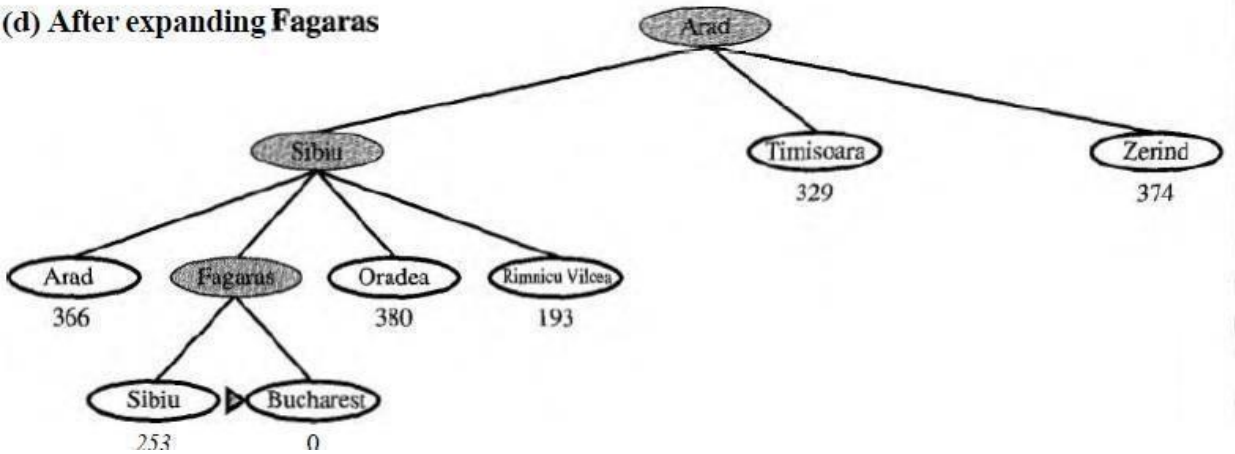 (d) After expanding Fagaras
Arad
Sibiu Timisoara Zerind
329 374
Arad Fagaras Oradea Rimnicu Vilcea
366 380 193
Sibiu Bucharest
253 0